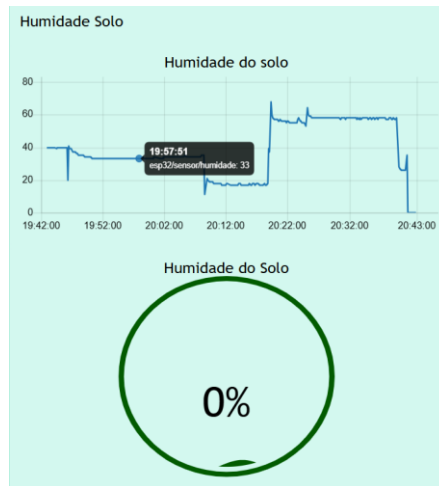 Humidade Solo
Humidade do solo
80
60
40
20
0
19:57:51
esp32/sensor/humidade: 33
19:42:00 19:52:00 20:02:00 20:12:00 20:22:00 20:32:00 20:43:00
Humidade do Solo
0%